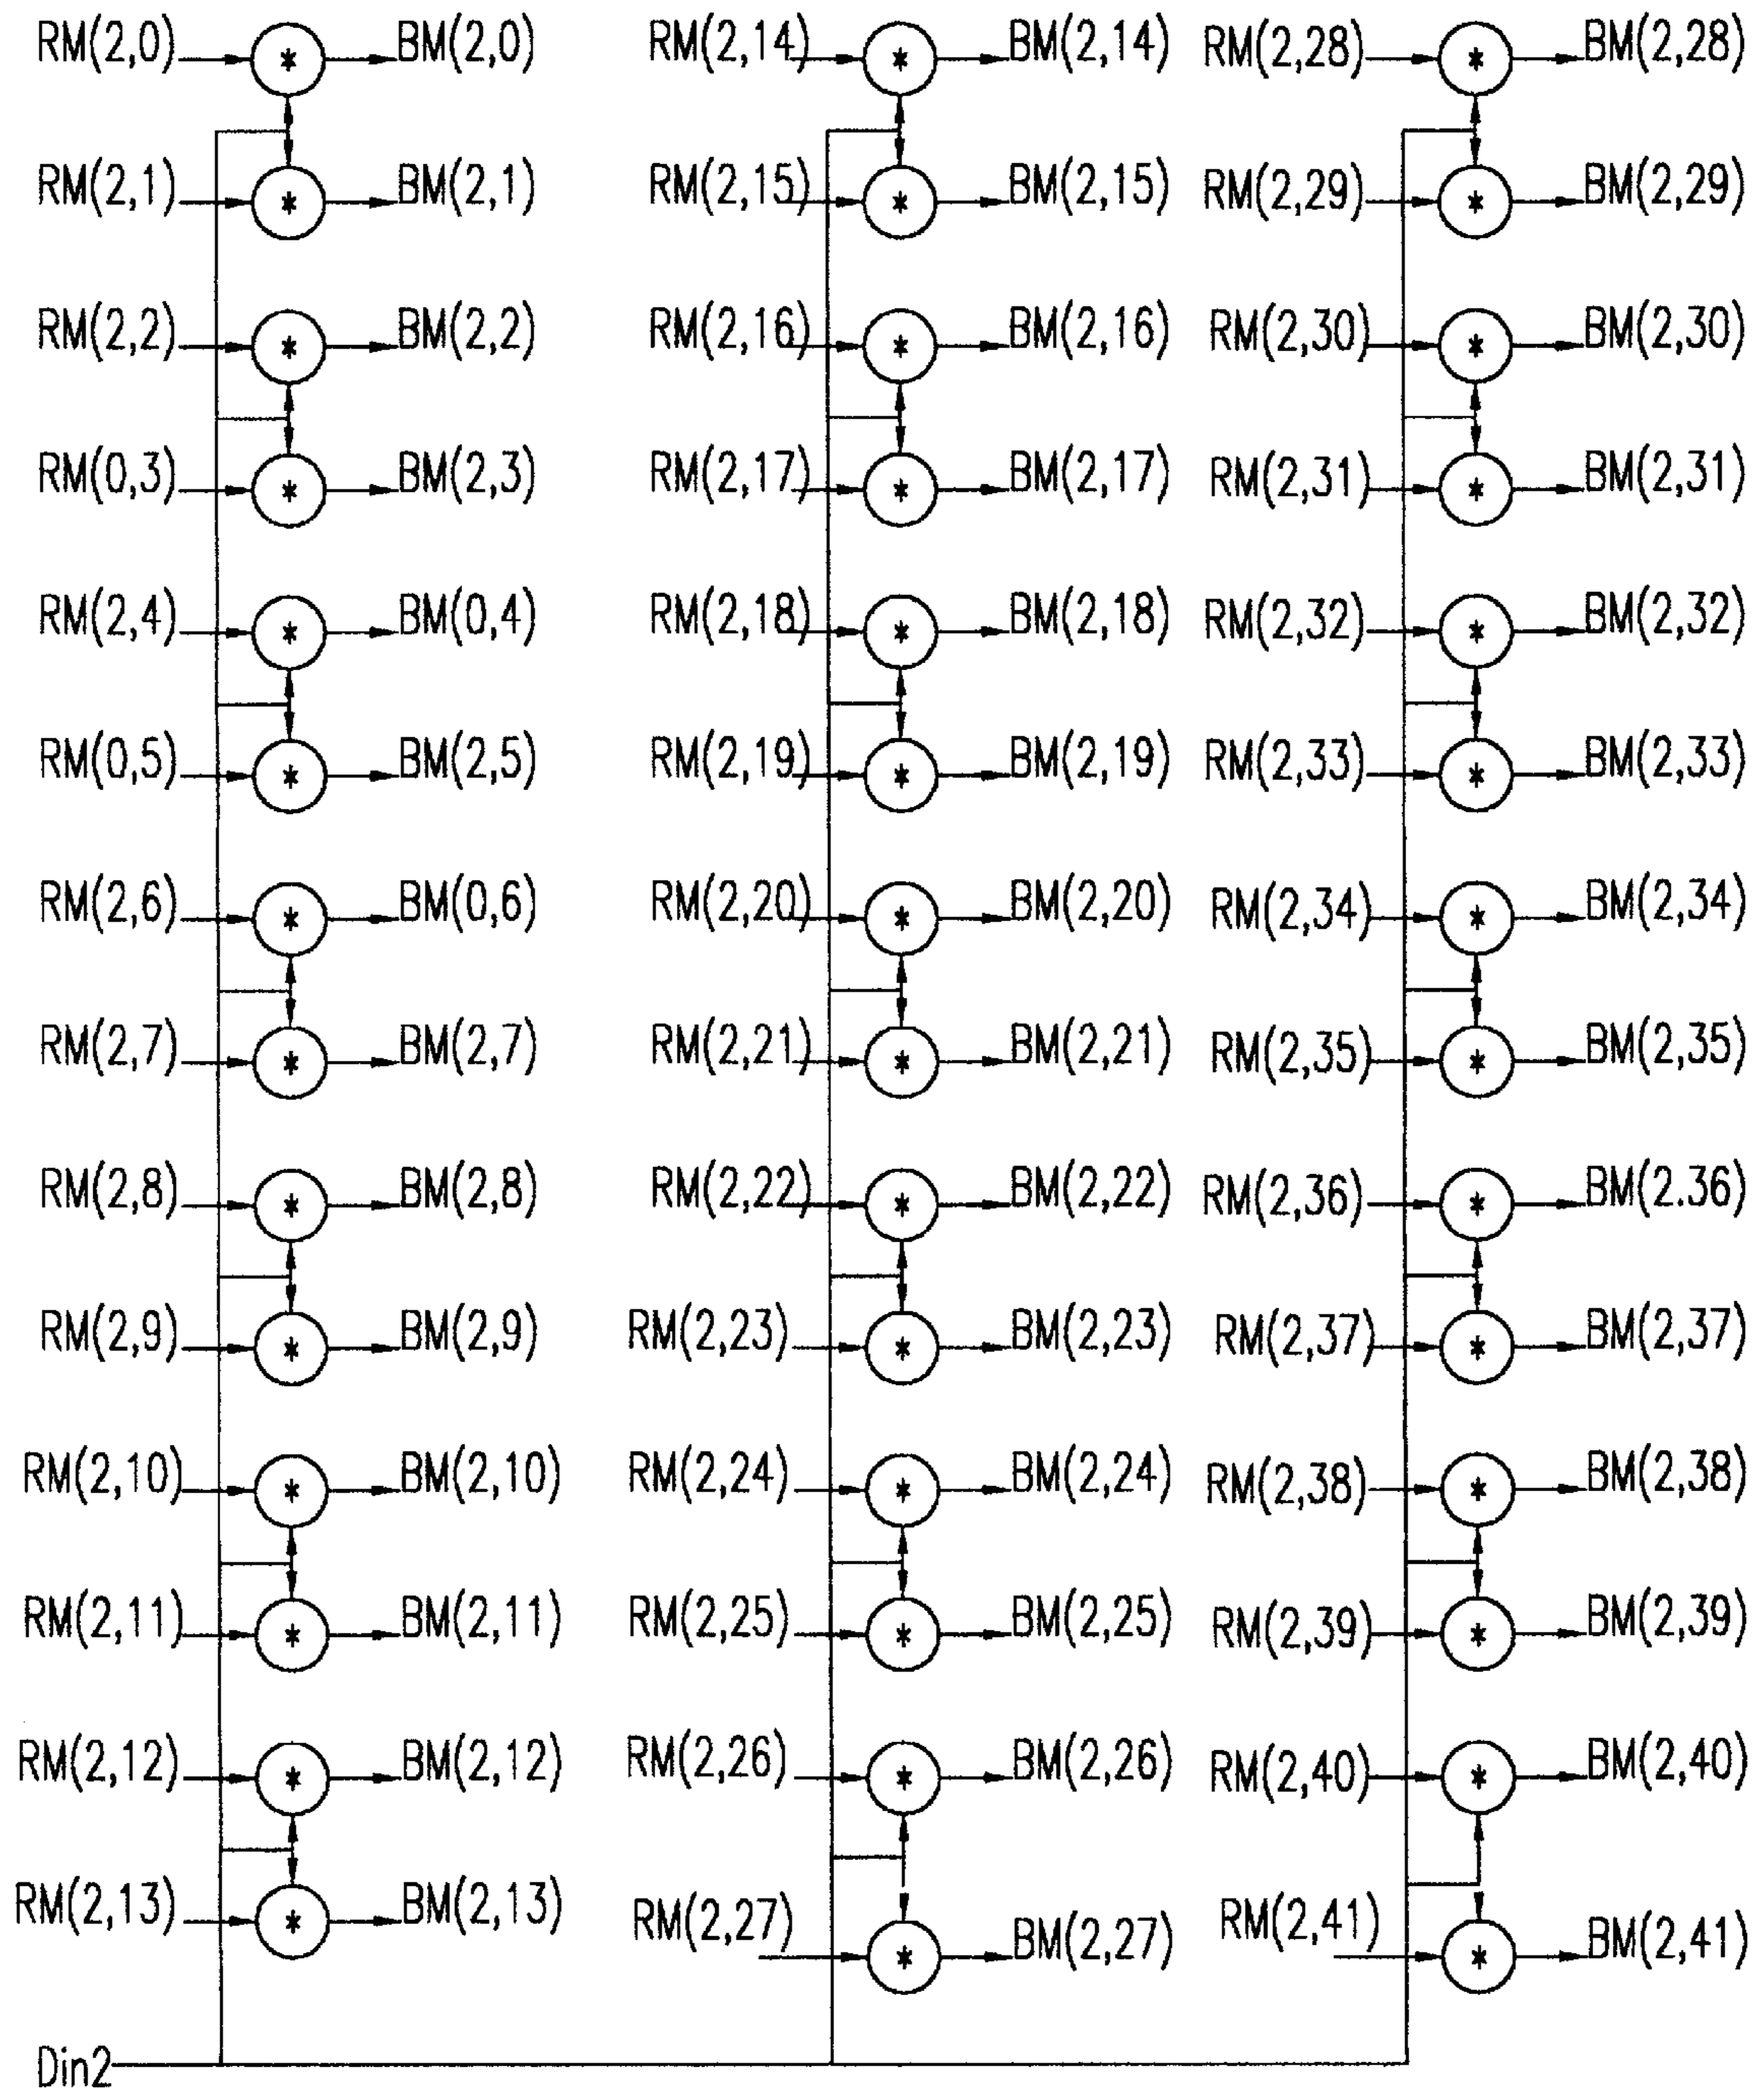 RM(2,0) * BM(2,0) RM(2,14) * BM(2,14) RM(2,28) * BM(2,28)
RM(2,1) * BM(2,1) RM(2,15) * BM(2,15) RM(2,29) * BM(2,29)
RM(2,2) * BM(2,2) RM(2,16) * BM(2,16) RM(2,30) * BM(2,30)
RM(0,3) * BM(2,3) RM(2,17) * BM(2,17) RM(2,31) * BM(2,31)
RM(2,4) * BM(0,4) RM(2,18) * BM(2,18) RM(2,32) * BM(2,32)
RM(0,5) * BM(2,5) RM(2,19) * BM(2,19) RM(2,33) * BM(2,33)
RM(2,6) * BM(0,6) RM(2,20) * BM(2,20) RM(2,34) * BM(2,34)
RM(2,7) * BM(2,7) RM(2,21) * BM(2,21) RM(2,35) * BM(2,35)
RM(2,8) * BM(2,8) RM(2,22) * BM(2,22) RM(2,36) * BM(2.36)
RM(2,9) * BM(2,9) RM(2,23) * BM(2,23) RM(2,37) * BM(2,37)
RM(2,10) * BM(2,10) RM(2,24) * BM(2,24) RM(2,38) * BM(2,38)
RM(2,11) * BM(2,11) RM(2,25) * BM(2,25) RM(2,39) * BM(2,39)
RM(2,12) * BM(2,12) RM(2,26) * BM(2,26) RM(2,40) * BM(2,40)
RM(2,13) * BM(2,13) RM(2,27) * BM(2,27) RM(2,41) * BM(2,41)
Din2